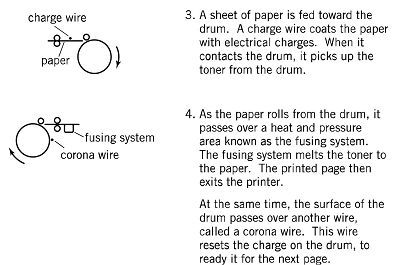 charge wire
paper
3. A sheet of paper is fed toward the
drum. A charge wire coats the paper
with electrical charges. When it
contacts the drum, it picks up the
toner from the drum.
fusing system
corona wire
4. As the paper rolls from the drum, it
passes over a heat and pressure
area known as the fusing system.
The fusing system melts the toner to
the paper. The printed page then
exits the printer.
At the same time, the surface of the
drum passes over another wire,
called a corona wire. This wire
resets the charge on the drum, to
ready it for the next page.